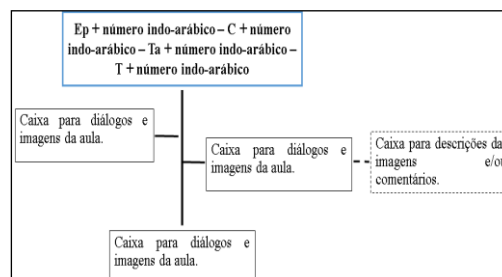 Ep + número indo-arábico – C + número
indo-arábico – Ta + número indo-arábico –
T + número indo-arábico
Caixa para diálogos e
imagens da aula.
Caixa para diálogos e
imagens da aula.
Caixa para descrições da
imagens e/ou
comentários.
Caixa para diálogos e
imagens da aula.